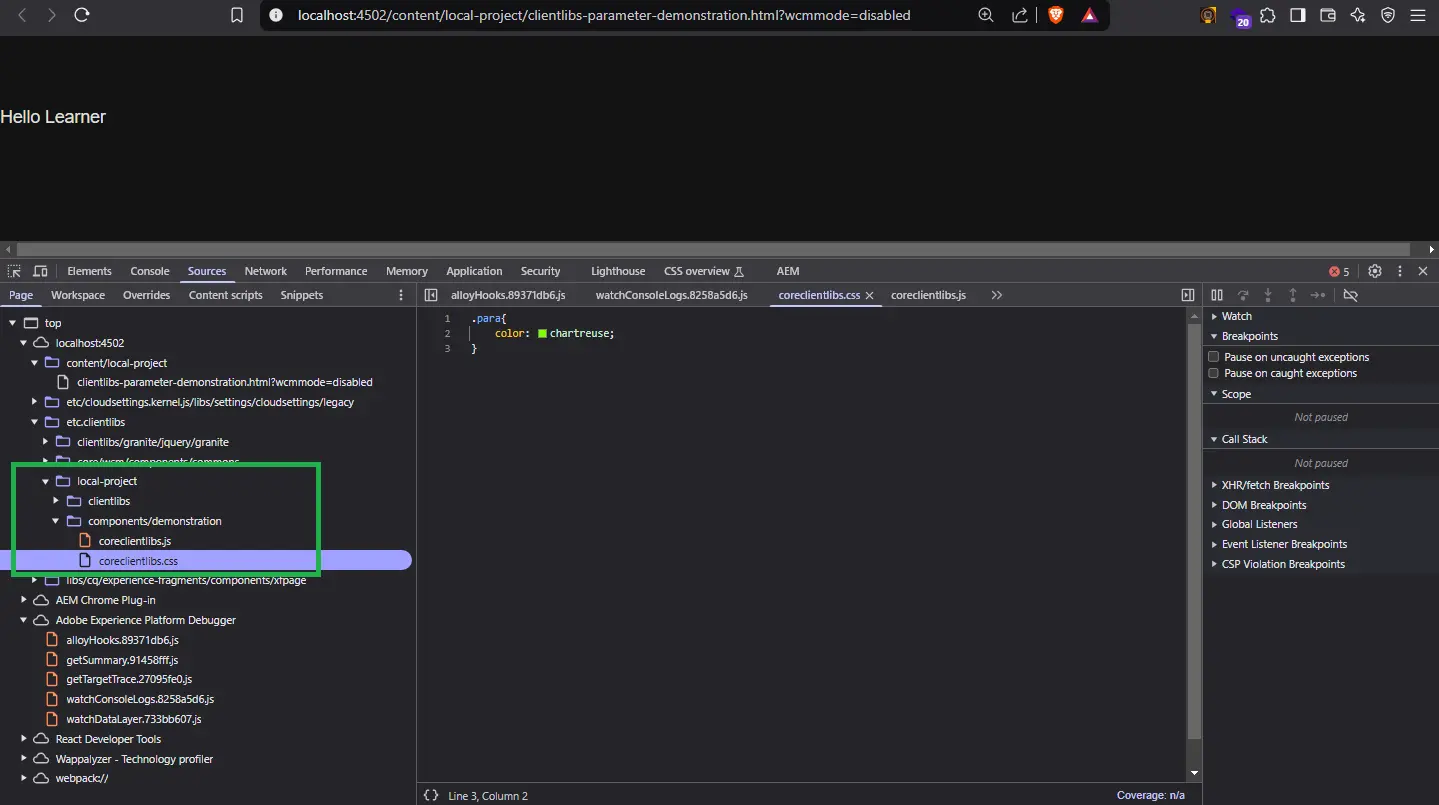 localhost:4502/content/local-project/clientlibs-parameter-demonstration.html?wcmmode=disabled
20
Hello Learner
Elements Console Sources Network Performance Memory Application Security Lighthouse CSS overview AEM 5
Page Workspace Overrides Content scripts Snippets
alloyHooks.89371db6.js watchConsoleLogs.8258a5d6.js coreclientlibs.css coreclientlibs.js
top
localhost:4502
content/local-project
clientlibs-parameter-demonstration.html?wcmmode=disabled
etc/cloudsettings.kernel.js/libs/settings/cloudsettings/legacy
etc.clientlibs
clientlibs/granite/jquery/granite
core/wcm/components/commons
local-project
clientlibs
components/demonstration
coreclientlibs.js
coreclientlibs.css
libs/cq/experience-fragments/components/xfpage
AEM Chrome Plug-in
Adobe Experience Platform Debugger
alloyHooks.89371db6.js
getSummary.91458fff.js
getTargetTrace.27095fe0.js
watchConsoleLogs.8258a5d6.js
watchDataLayer.733bb607.js
React Developer Tools
Wappalyzer - Technology profiler
webpack://
1 .para{
2 color: chartreuse;
3 }
{} Line 3, Column 2
Coverage: n/a
Watch
Breakpoints
Pause on uncaught exceptions
Pause on caught exceptions
Scope
Not paused
Call Stack
Not paused
XHR/fetch Breakpoints
DOM Breakpoints
Global Listeners
Event Listener Breakpoints
CSP Violation Breakpoints